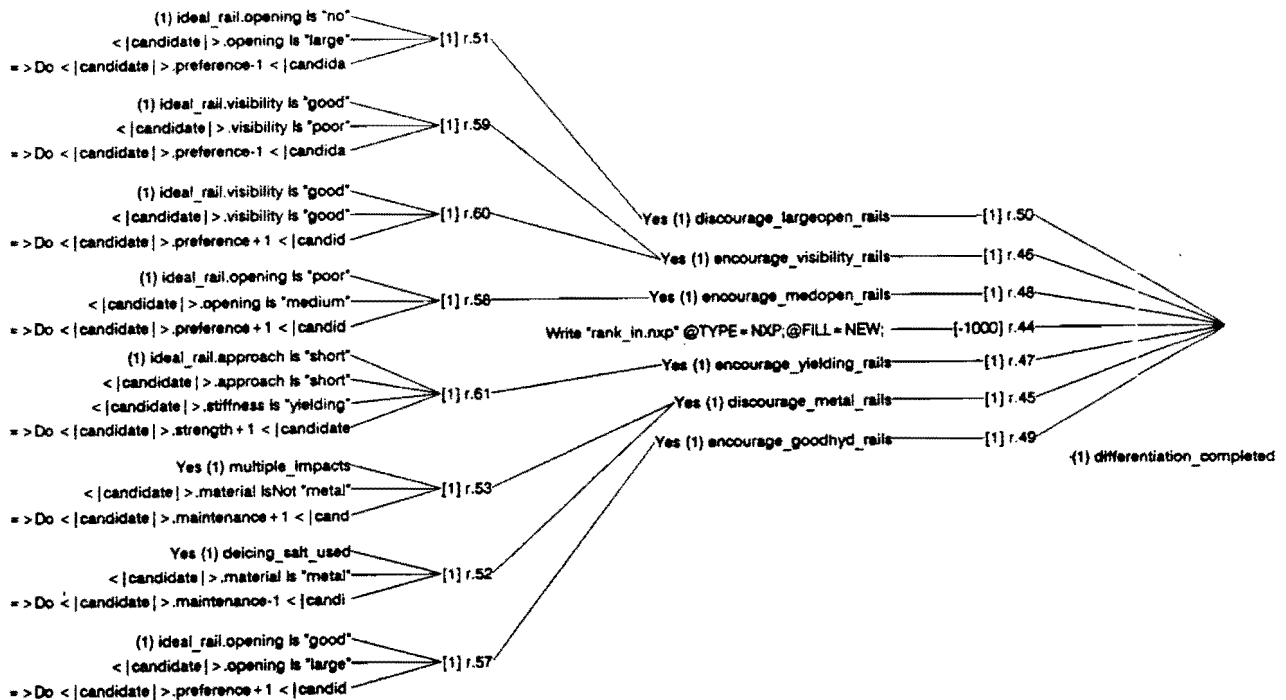 (1) ideal_rail.opening Is "no"
< |candidate| >.opening Is "large"
= >Do < |candidate| >.preference-1 < |candida
[1] r.51
(1) ideal_rail.visibility Is "good"
< |candidate| >.visibility Is "poor"
= >Do < |candidate| >.preference-1 < |candida
[1] r.59
(1) ideal_rail.visibility Is "good"
< |candidate| >.visibility Is "good"
= >Do < |candidate| >.preference+1 < |candid
[1] r.60
(1) ideal_rail.opening Is "poor"
< |candidate| >.opening Is "medium"
= >Do < |candidate| >.preference+1 < |candid
[1] r.58
(1) ideal_rail.approach Is "short"
< |candidate| >.approach Is "short"
< |candidate| >.stiffness Is "yielding"
= >Do < |candidate| >.strength+1 < |candidate
[1] r.61
Yes (1) multiple_impacts
< |candidate| >.material IsNot "metal"
= >Do < |candidate| >.maintenance+1 < |cand
[1] r.53
Yes (1) deicing_salt_used
< |candidate| >.material Is "metal"
= >Do < |candidate| >.maintenance-1 < |candi
[1] r.52
(1) ideal_rail.opening Is "good"
< |candidate| >.opening Is "large"
= >Do < |candidate| >.preference+1 < |candid
[1] r.57
Yes (1) discourage_largeopen_rails [1] r.50
Yes (1) encourage_visibility_rails [1] r.46
Yes (1) encourage_medopen_rails [1] r.48
Write "rank_in.nxp" @TYPE=NXP;@FILL=NEW; [-1000] r.44
Yes (1) encourage_yielding_rails [1] r.47
Yes (1) discourage_metal_rails [1] r.45
Yes (1) encourage_goodhyd_rails [1] r.49
(1) differentiation_completed